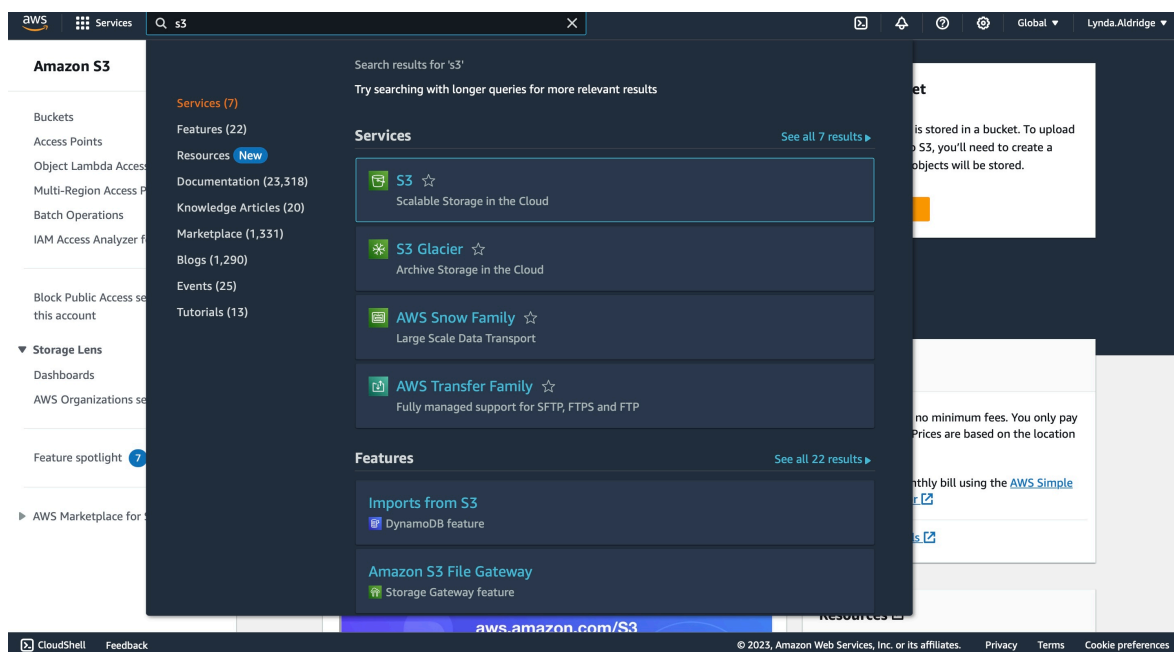 aws
Services
s3
Global
Lynda.Aldridge
Amazon S3
Buckets
Access Points
Object Lambda Access
Multi-Region Access P
Batch Operations
IAM Access Analyzer f
Block Public Access se
this account
Storage Lens
Dashboards
AWS Organizations se
Feature spotlight 7
AWS Marketplace for
Services (7)
Features (22)
Resources New
Documentation (23,318)
Knowledge Articles (20)
Marketplace (1,331)
Blogs (1,290)
Events (25)
Tutorials (13)
Search results for 's3'
Try searching with longer queries for more relevant results
Services
See all 7 results
S3
Scalable Storage in the Cloud
S3 Glacier
Archive Storage in the Cloud
AWS Snow Family
Large Scale Data Transport
AWS Transfer Family
Fully managed support for SFTP, FTPS and FTP
Features
See all 22 results
Imports from S3
DynamoDB feature
Amazon S3 File Gateway
Storage Gateway feature
et
is stored in a bucket. To upload
S3, you'll need to create a
objects will be stored.
no minimum fees. You only pay
Prices are based on the location
nthly bill using the AWS Simple
r
ls
Resources
aws.amazon.com/S3
CloudShell
Feedback
© 2023, Amazon Web Services, Inc. or its affiliates.
Privacy
Terms
Cookie preferences